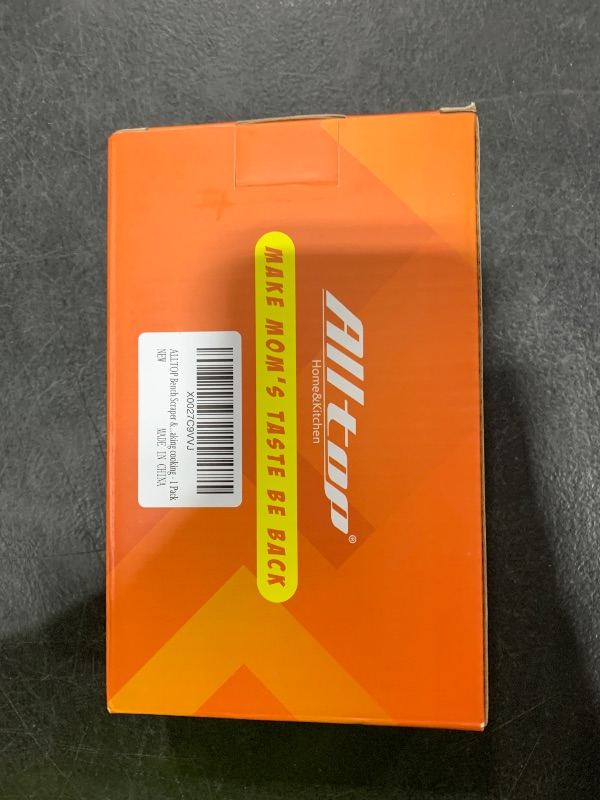 Alltop®
Home&Kitchen
MAKE MOM'S TASTE BE BACK
X0027C9VVJ
ALLTOP Bench Scraper &...aking cooking - 1 Pack
NEW
MADE IN CHINA